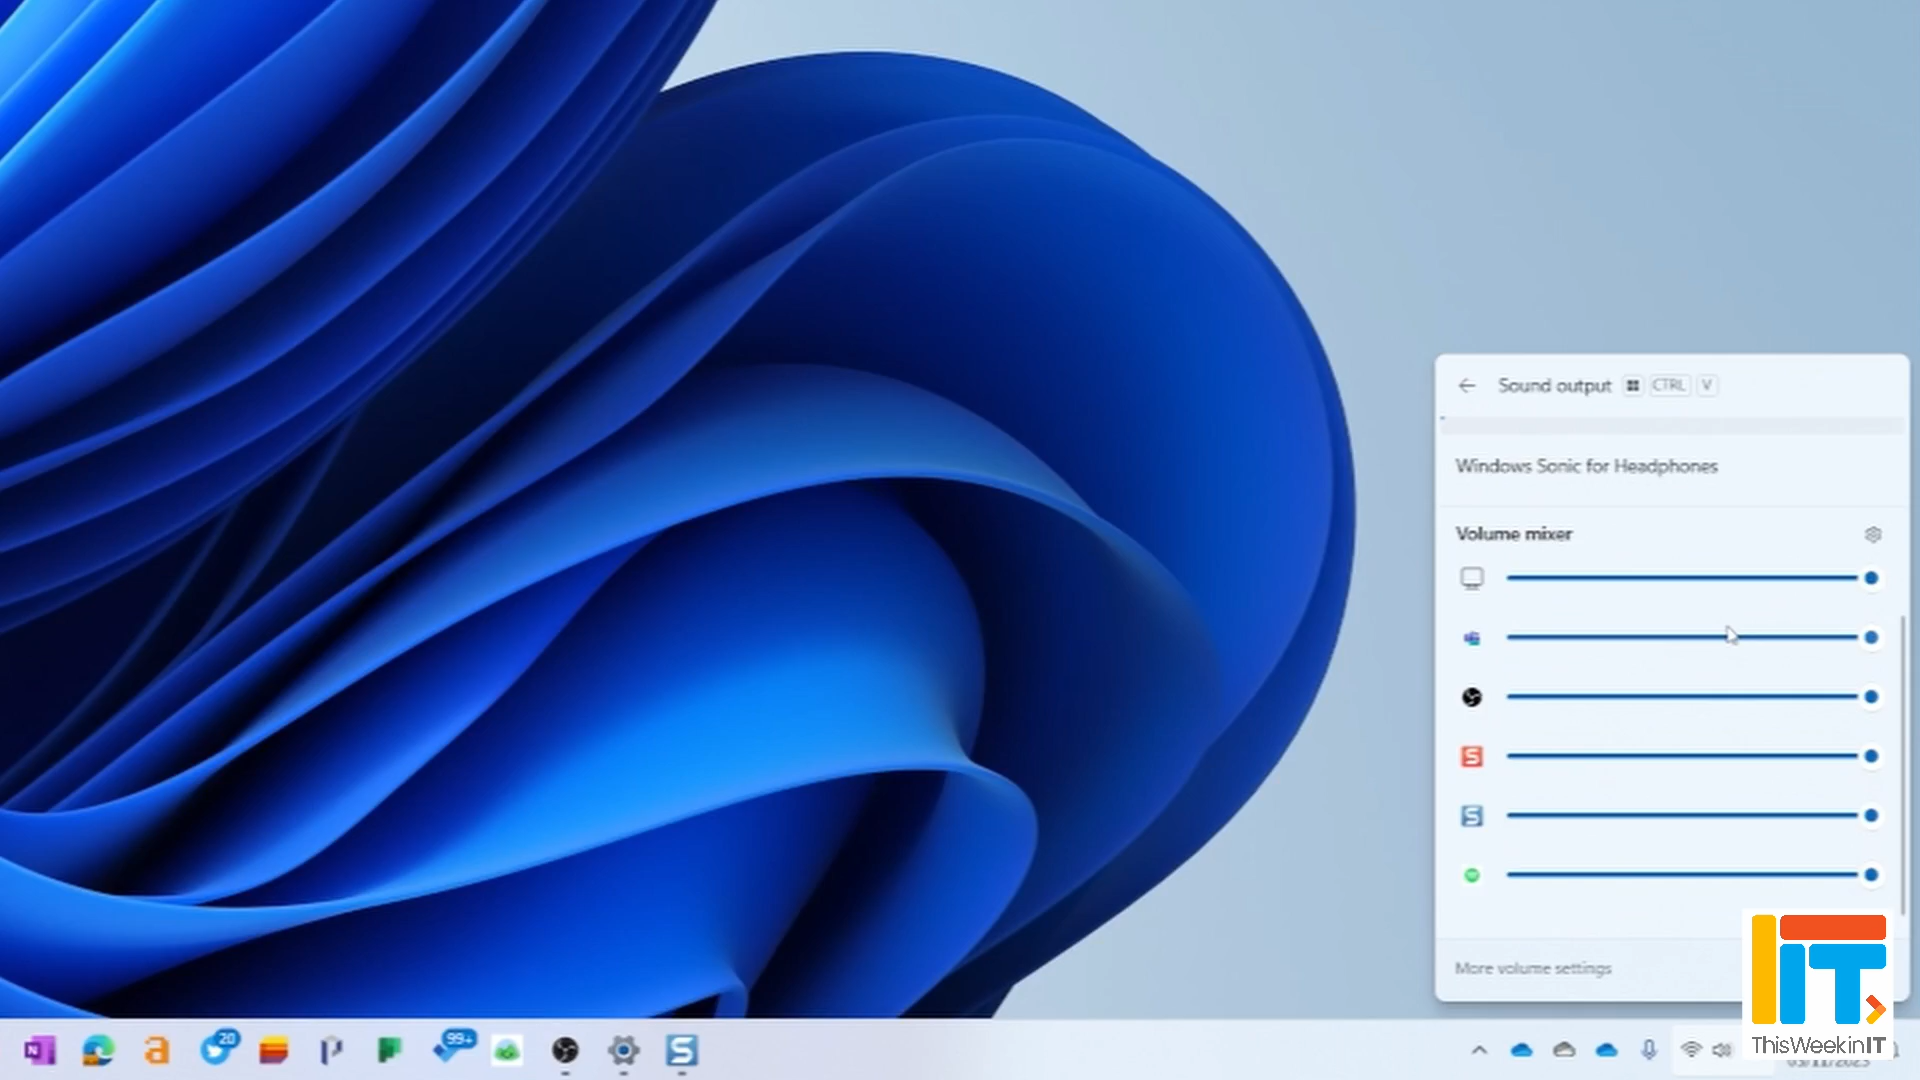 Sound output CTRL V
Windows Sonic for Headphones
Volume mixer
More volume settings
20
99+
ThisWeekinIT